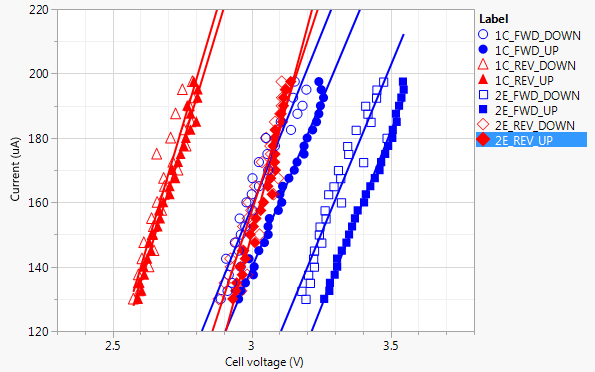 220
200
180
160
140
120
Current (uA)
2.5
3
3.5
Cell voltage (V)
Label
1C_FWD_DOWN
1C_FWD_UP
1C_REV_DOWN
1C_REV_UP
2E_FWD_DOWN
2E_FWD_UP
2E_REV_DOWN
2E_REV_UP